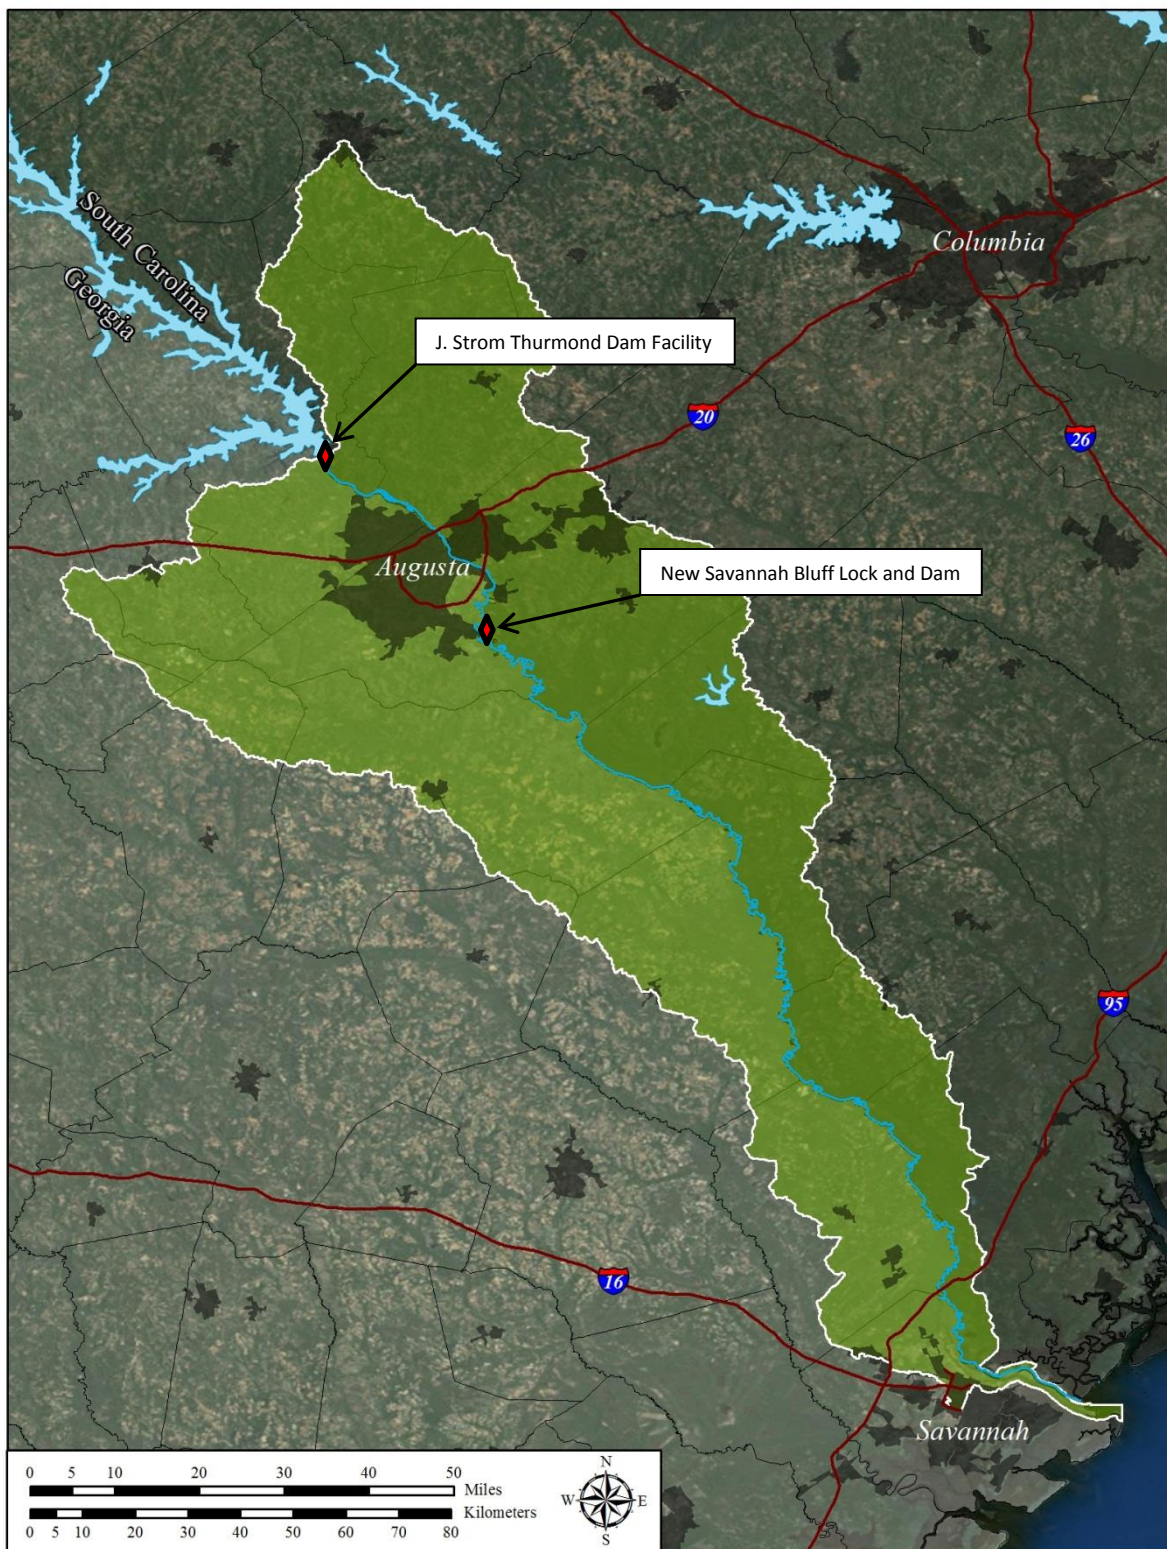 South Carolina
Georgia
Columbia
J. Strom Thurmond Dam Facility
20
26
Augusta
New Savannah Bluff Lock and Dam
95
16
Savannah
0 5 10 20 30 40 50
Miles
Kilometers
0 5 10 20 30 40 50 60 70 80
N
W E
S